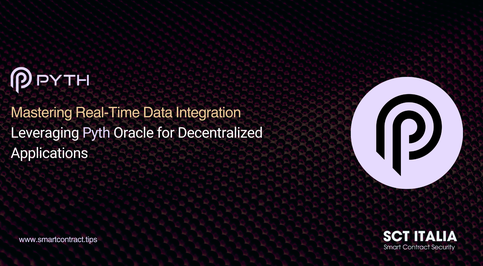 PYTH
Mastering Real-Time Data Integration
Leveraging Pyth Oracle for Decentralized
Applications
www.smartcontract.tips
SCT ITALIA
Smart Contract Security